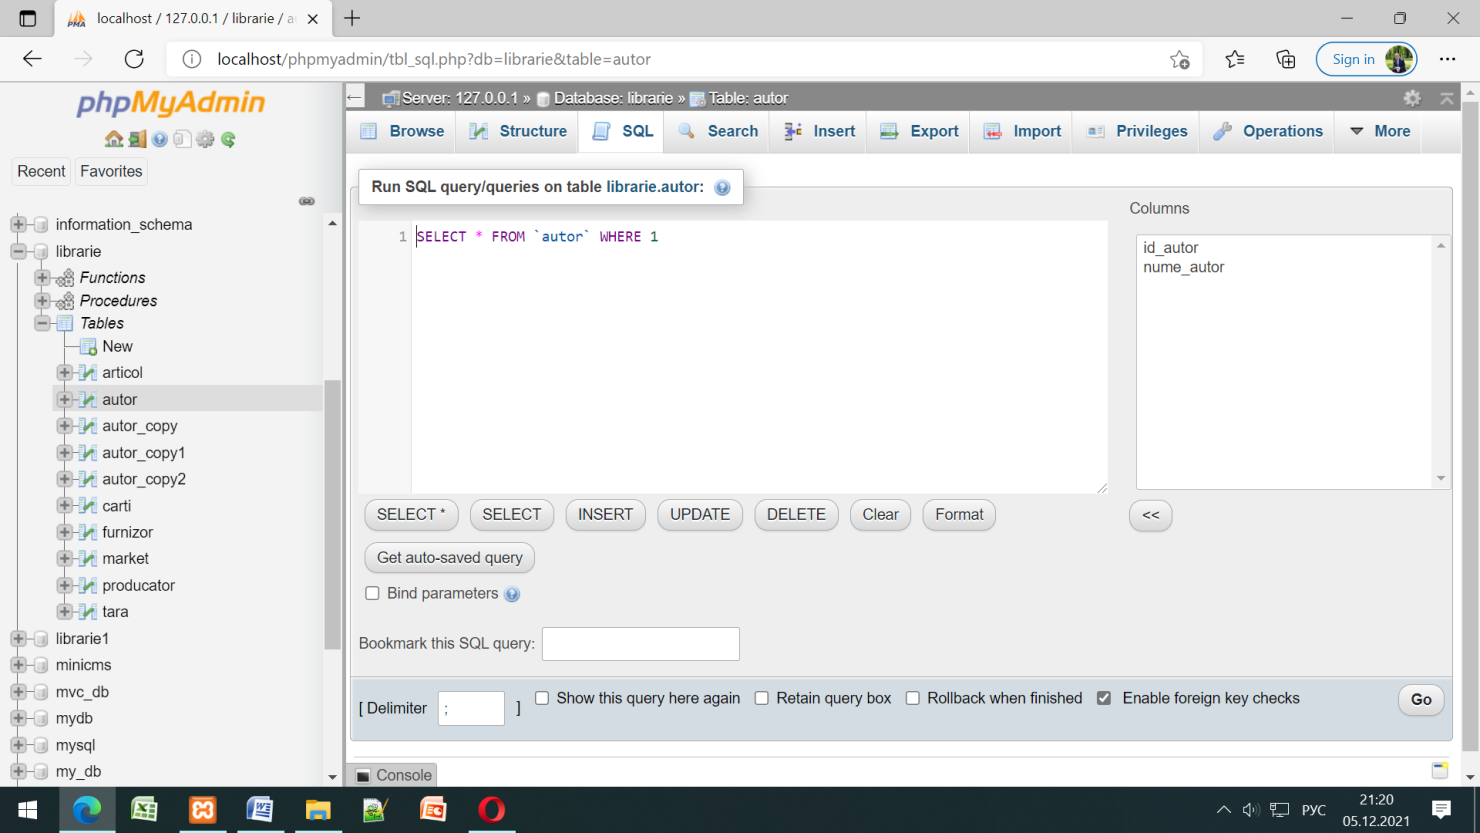 localhost / 127.0.0.1 / librarie / a
localhost/phpmyadmin/tbl_sql.php?db=librarie&table=autor
Sign in
phpMyAdmin
Recent
Favorites
information_schema
librarie
Functions
Procedures
Tables
New
articol
autor
autor_copy
autor_copy1
autor_copy2
carti
furnizor
market
producator
tara
librarie1
minicms
mvc_db
mydb
mysql
my_db
Server: 127.0.0.1 » Database: librarie » Table: autor
Browse
Structure
SQL
Search
Insert
Export
Import
Privileges
Operations
More
Run SQL query/queries on table librarie.autor:
1 SELECT * FROM `autor` WHERE 1
Columns
id_autor
nume_autor
SELECT *
SELECT
INSERT
UPDATE
DELETE
Clear
Format
<<
Get auto-saved query
Bind parameters
Bookmark this SQL query:
[ Delimiter ; ]
Show this query here again
Retain query box
Rollback when finished
Enable foreign key checks
Go
Console
РУС
21:20
05.12.2021